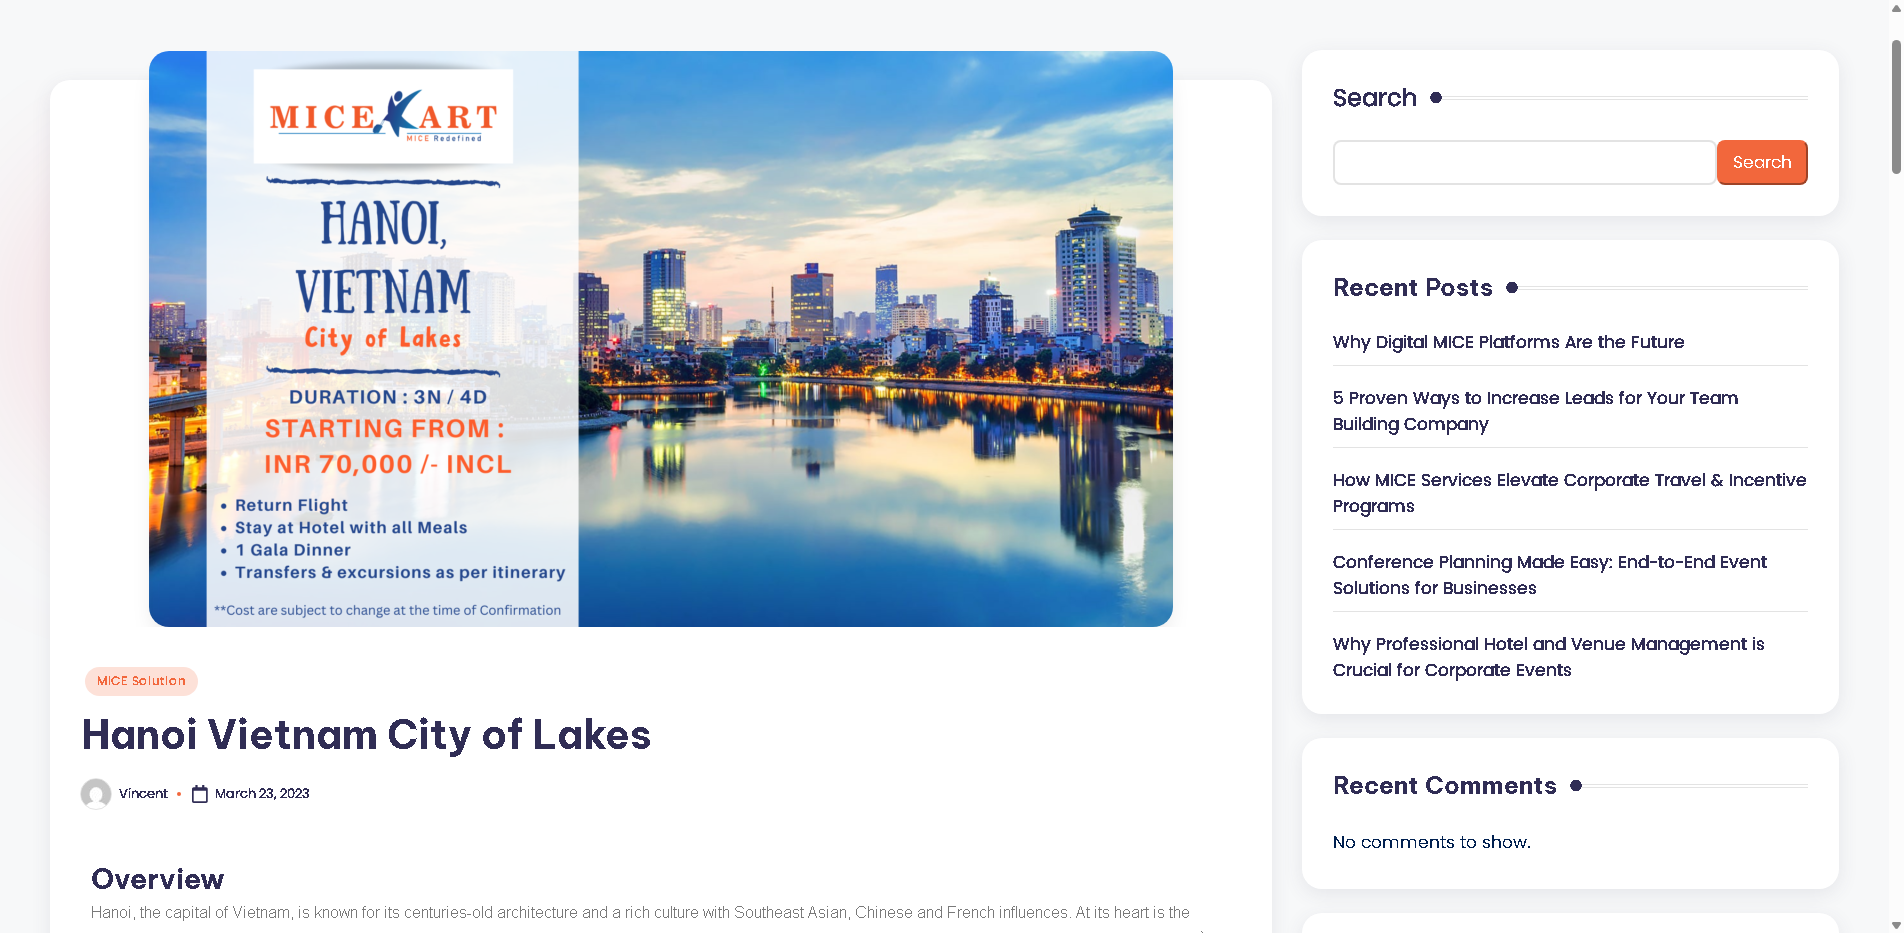 MICEKART
MICE Redefined
HANOI,
VIETNAM
City of Lakes
DURATION : 3N / 4D
STARTING FROM :
INR 70,000 /- INCL
• Return Flight
• Stay at Hotel with all Meals
• 1 Gala Dinner
• Transfers & excursions as per itinerary
**Cost are subject to change at the time of Confirmation
MICE Solution
Hanoi Vietnam City of Lakes
Vincent • March 23, 2023
Overview
Hanoi, the capital of Vietnam, is known for its centuries-old architecture and a rich culture with Southeast Asian, Chinese and French influences. At its heart is the
Search
Search
Recent Posts
Why Digital MICE Platforms Are the Future
5 Proven Ways to Increase Leads for Your Team
Building Company
How MICE Services Elevate Corporate Travel & Incentive
Programs
Conference Planning Made Easy: End-to-End Event
Solutions for Businesses
Why Professional Hotel and Venue Management is
Crucial for Corporate Events
Recent Comments
No comments to show.